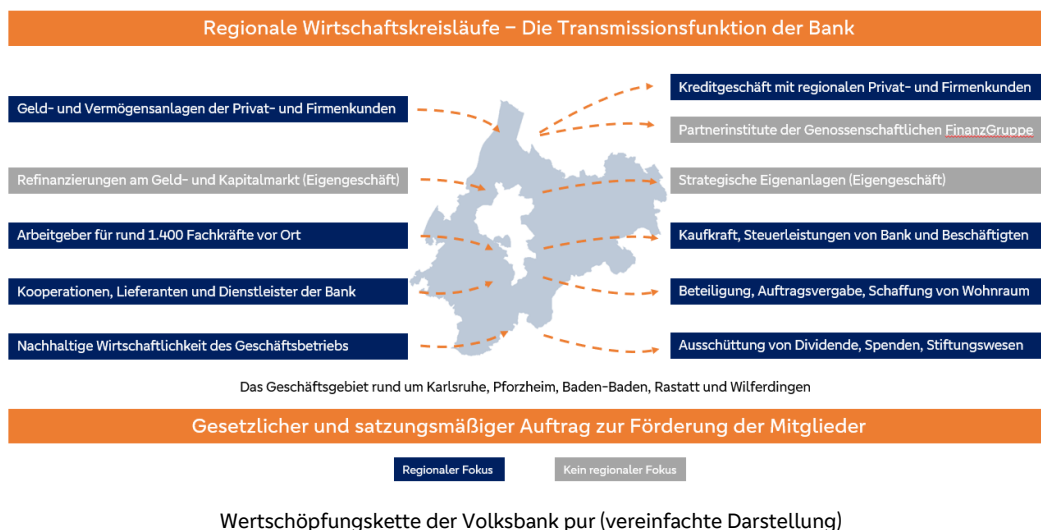 Regionale Wirtschaftskreisläufe – Die Transmissionsfunktion der Bank
Geld- und Vermögensanlagen der Privat- und Firmenkunden
Refinanzierungen am Geld- und Kapitalmarkt (Eigengeschäft)
Arbeitgeber für rund 1.400 Fachkräfte vor Ort
Kooperationen, Lieferanten und Dienstleister der Bank
Nachhaltige Wirtschaftlichkeit des Geschäftsbetriebs
Kreditgeschäft mit regionalen Privat- und Firmenkunden
Partnerinstitute der Genossenschaftlichen FinanzGruppe
Strategische Eigenanlagen (Eigengeschäft)
Kaufkraft, Steuerleistungen von Bank und Beschäftigten
Beteiligung, Auftragsvergabe, Schaffung von Wohnraum
Ausschüttung von Dividende, Spenden, Stiftungswesen
Das Geschäftsgebiet rund um Karlsruhe, Pforzheim, Baden-Baden, Rastatt und Wilferdingen
Gesetzlicher und satzungsmäßiger Auftrag zur Förderung der Mitglieder
Regionaler Fokus
Kein regionaler Fokus
Wertschöpfungskette der Volksbank pur (vereinfachte Darstellung)